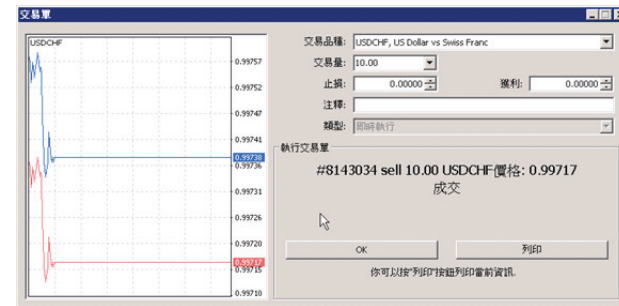 交易單
USDCHF
0.99757
0.99752
0.99747
0.99741
0.99738
0.99736
0.99731
0.99726
0.99720
0.99717
0.99715
0.99710
交易品種: USDCHF, US Dollar vs Swiss Franc
交易量: 10.00
止損: 0.00000 獲利: 0.00000
注釋:
類型: 即時執行
執行交易單
#8143034 sell 10.00 USDCHF價格: 0.99717
成交
OK 列印
你可以按"列印"按鈕列印當前資訊.